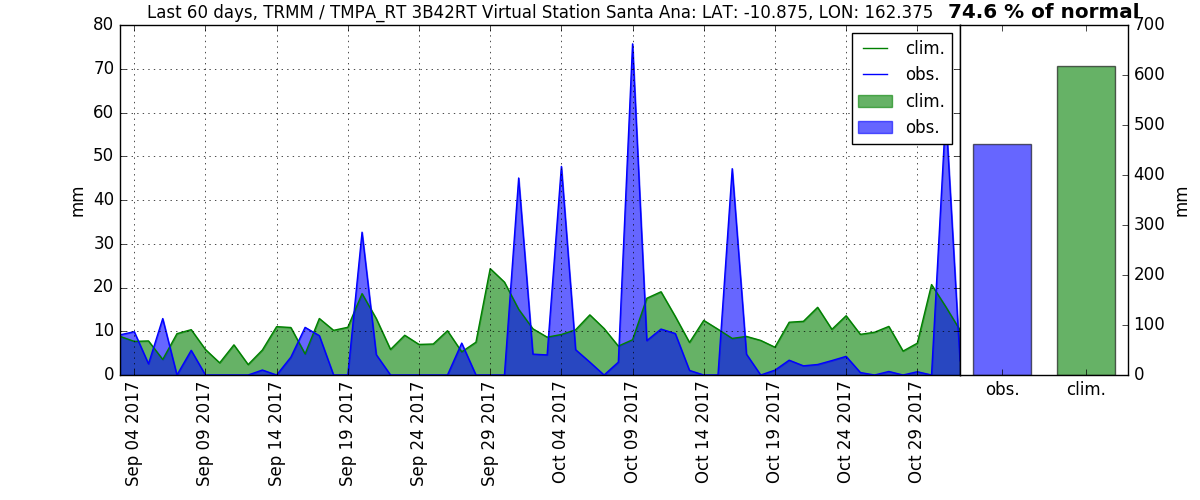 Last 60 days, TRMM / TMPA_RT 3B42RT Virtual Station Santa Ana: LAT: -10.875, LON: 162.375 74.6 % of normal
80
70
60
50
40
30
20
10
0
mm
clim.
obs.
clim.
obs.
700
600
500
400
300
200
100
0
mm
Sep 04 2017
Sep 09 2017
Sep 14 2017
Sep 19 2017
Sep 24 2017
Sep 29 2017
Oct 04 2017
Oct 09 2017
Oct 14 2017
Oct 19 2017
Oct 24 2017
Oct 29 2017
obs.
clim.